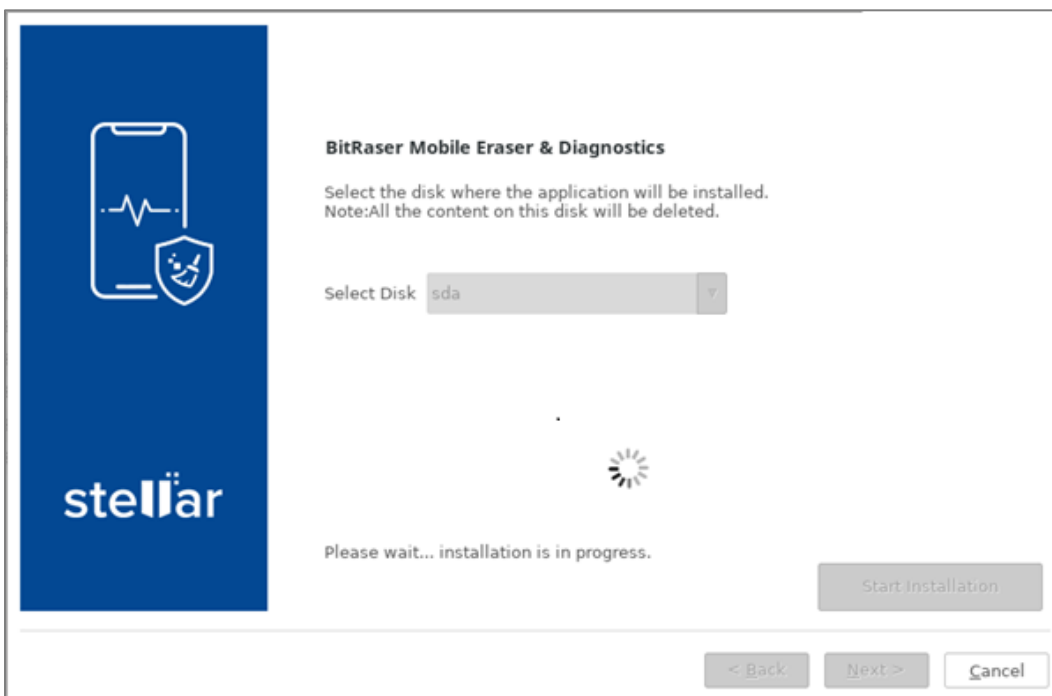 BitRaser Mobile Eraser & Diagnostics
Select the disk where the application will be installed.
Note:All the content on this disk will be deleted.
Select Disk sda
stellar
Please wait... installation is in progress.
Start Installation
< Back Next > Cancel